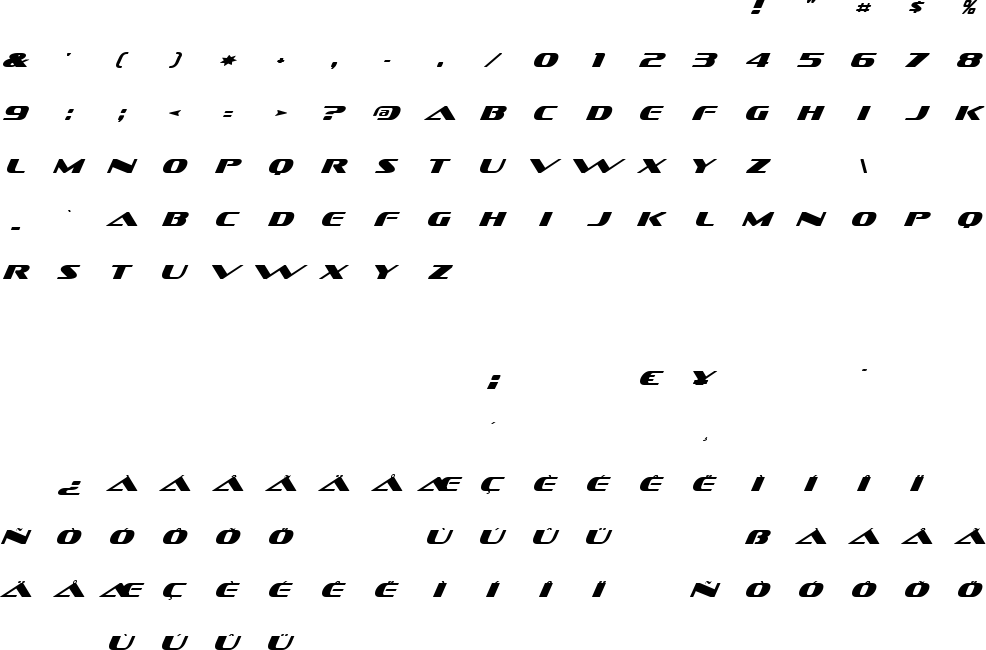 ! " # $ %
& ' ( ) * + , - . / 0 1 2 3 4 5 6 7 8
9 : ; < = > ? @ A B C D E F G H I J K
L M N O P Q R S T U V W X Y Z \
_ ` A B C D E F G H I J K L M N O P Q
R S T U V W X Y Z
¡ € ¥ ¯
´ ¸
¿ À Á Â Ã Ä Å Æ Ç È É Ê Ë Ì Í Î Ï
Ñ Ò Ó Ô Õ Ö Ù Ú Û Ü ß À Á Â Ã
Ä Å Æ Ç È É Ê Ë Ì Í Î Ï Ñ Ò Ó Ô Õ Ö
Ù Ú Û Ü